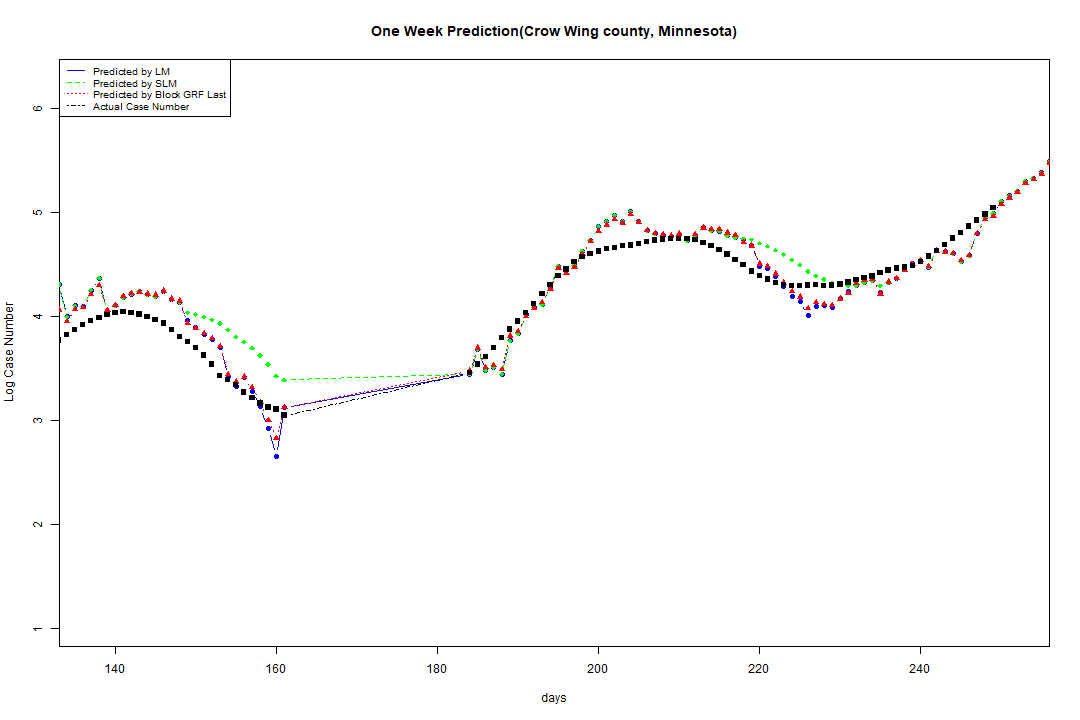 One Week Prediction(Crow Wing county, Minnesota)
Predicted by LM
Predicted by SLM
Predicted by Block GRF Last
Actual Case Number
6
5
4
3
2
1
Log Case Number
140 160 180 200 220 240
days